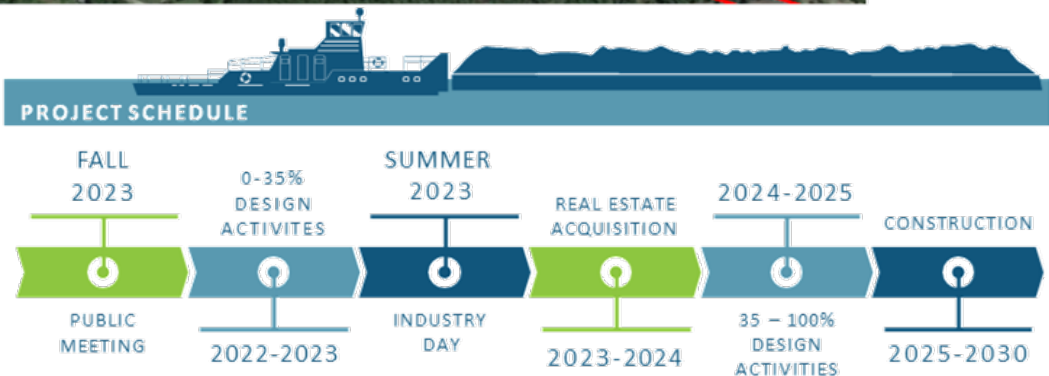 PROJECT SCHEDULE
FALL
2023
PUBLIC
MEETING
0-35%
DESIGN
ACTIVITES
2022-2023
SUMMER
2023
INDUSTRY
DAY
REAL ESTATE
ACQUISITION
2023-2024
2024-2025
35 – 100%
DESIGN
ACTIVITIES
CONSTRUCTION
2025-2030